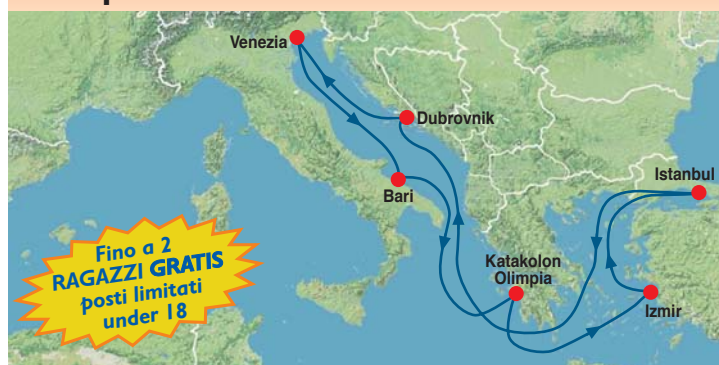 Venezia
Dubrovnik
Istanbul
Bari
Katakolon
Olimpia
Izmir
Fino a 2
RAGAZZI GRATIS
posti limitati
under 18